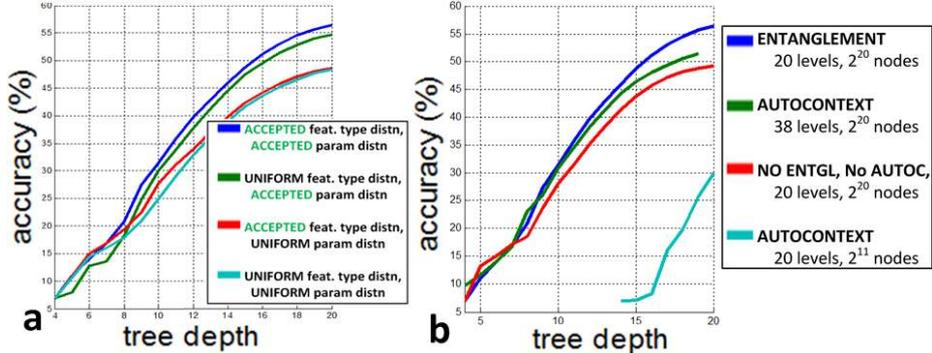 60
55
50
45
40
35
30
25
20
15
10
5
4
6
8
10
12
14
16
18
20
accuracy (%)
tree depth
a
ACCEPTED feat. type distn,
ACCEPTED param distn
UNIFORM feat. type distn,
ACCEPTED param distn
ACCEPTED feat. type distn,
UNIFORM param distn
UNIFORM feat. type distn,
UNIFORM param distn
60
55
50
45
40
35
30
25
20
15
10
5
5
10
15
20
accuracy (%)
tree depth
b
ENTANGLEMENT
20 levels, 2^20 nodes
AUTOCONTEXT
38 levels, 2^20 nodes
NO ENTGL, No AUTOC,
20 levels, 2^20 nodes
AUTOCONTEXT
20 levels, 2^11 nodes